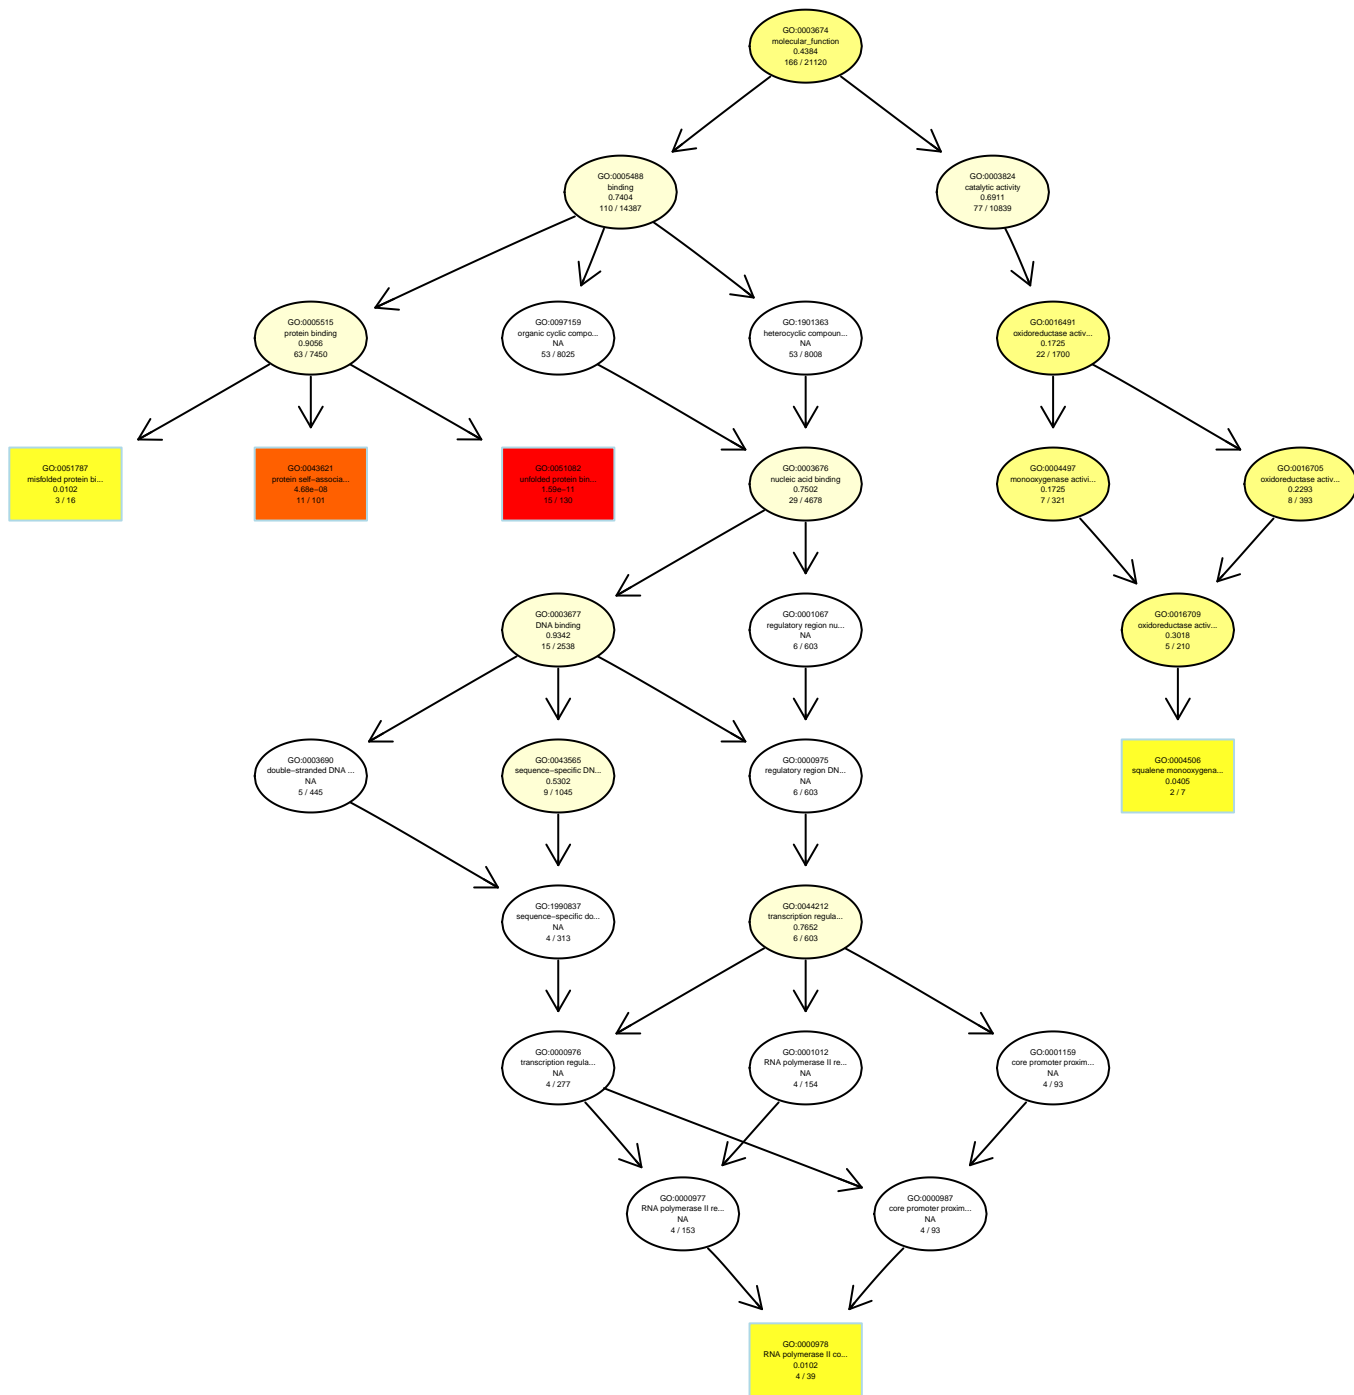 GO:0003674
molecular_function
0.4384
166 / 21120
GO:0005488
binding
0.7404
110 / 14387
GO:0003824
catalytic activity
0.6911
77 / 10839
GO:0005515
protein binding
0.9056
63 / 7450
GO:0097159
organic cyclic compo...
NA
53 / 8025
GO:1901363
heterocyclic compoun...
NA
53 / 8008
GO:0016491
oxidoreductase activ...
0.1725
22 / 1700
GO:0051787
misfolded protein bi...
0.0102
3 / 16
GO:0043621
protein self−associa...
4.68e−08
11 / 101
GO:0051082
unfolded protein bin...
15 / 130
GO:0003676
nucleic acid binding
0.7502
29 / 4678
GO:0004497
monooxygenase activi...
0.1725
7 / 321
GO:0016705
oxidoreductase activ...
0.2293
8 / 393
GO:0003677
DNA binding
0.9342
15 / 2538
GO:0001067
regulatory region nu...
NA
6 / 603
GO:0016709
oxidoreductase activ...
0.3018
5 / 210
GO:0003690
double−stranded DNA ...
NA
5 / 445
GO:0043565
sequence−specific DN...
0.5302
9 / 1045
GO:0000975
regulatory region DN...
NA
6 / 603
GO:0004506
squalene monooxygena...
0.0405
2 / 7
GO:1990837
sequence−specific do...
NA
4 / 313
GO:0044212
transcription regula...
0.7652
6 / 603
GO:0000976
transcription regula...
NA
4 / 277
GO:0001012
RNA polymerase II re...
NA
4 / 154
GO:0001159
core promoter proxim...
NA
4 / 93
GO:0000977
RNA polymerase II re...
NA
4 / 153
GO:0000987
core promoter proxim...
NA
4 / 93
GO:0000978
RNA polymerase II co...
0.0102
4 / 39